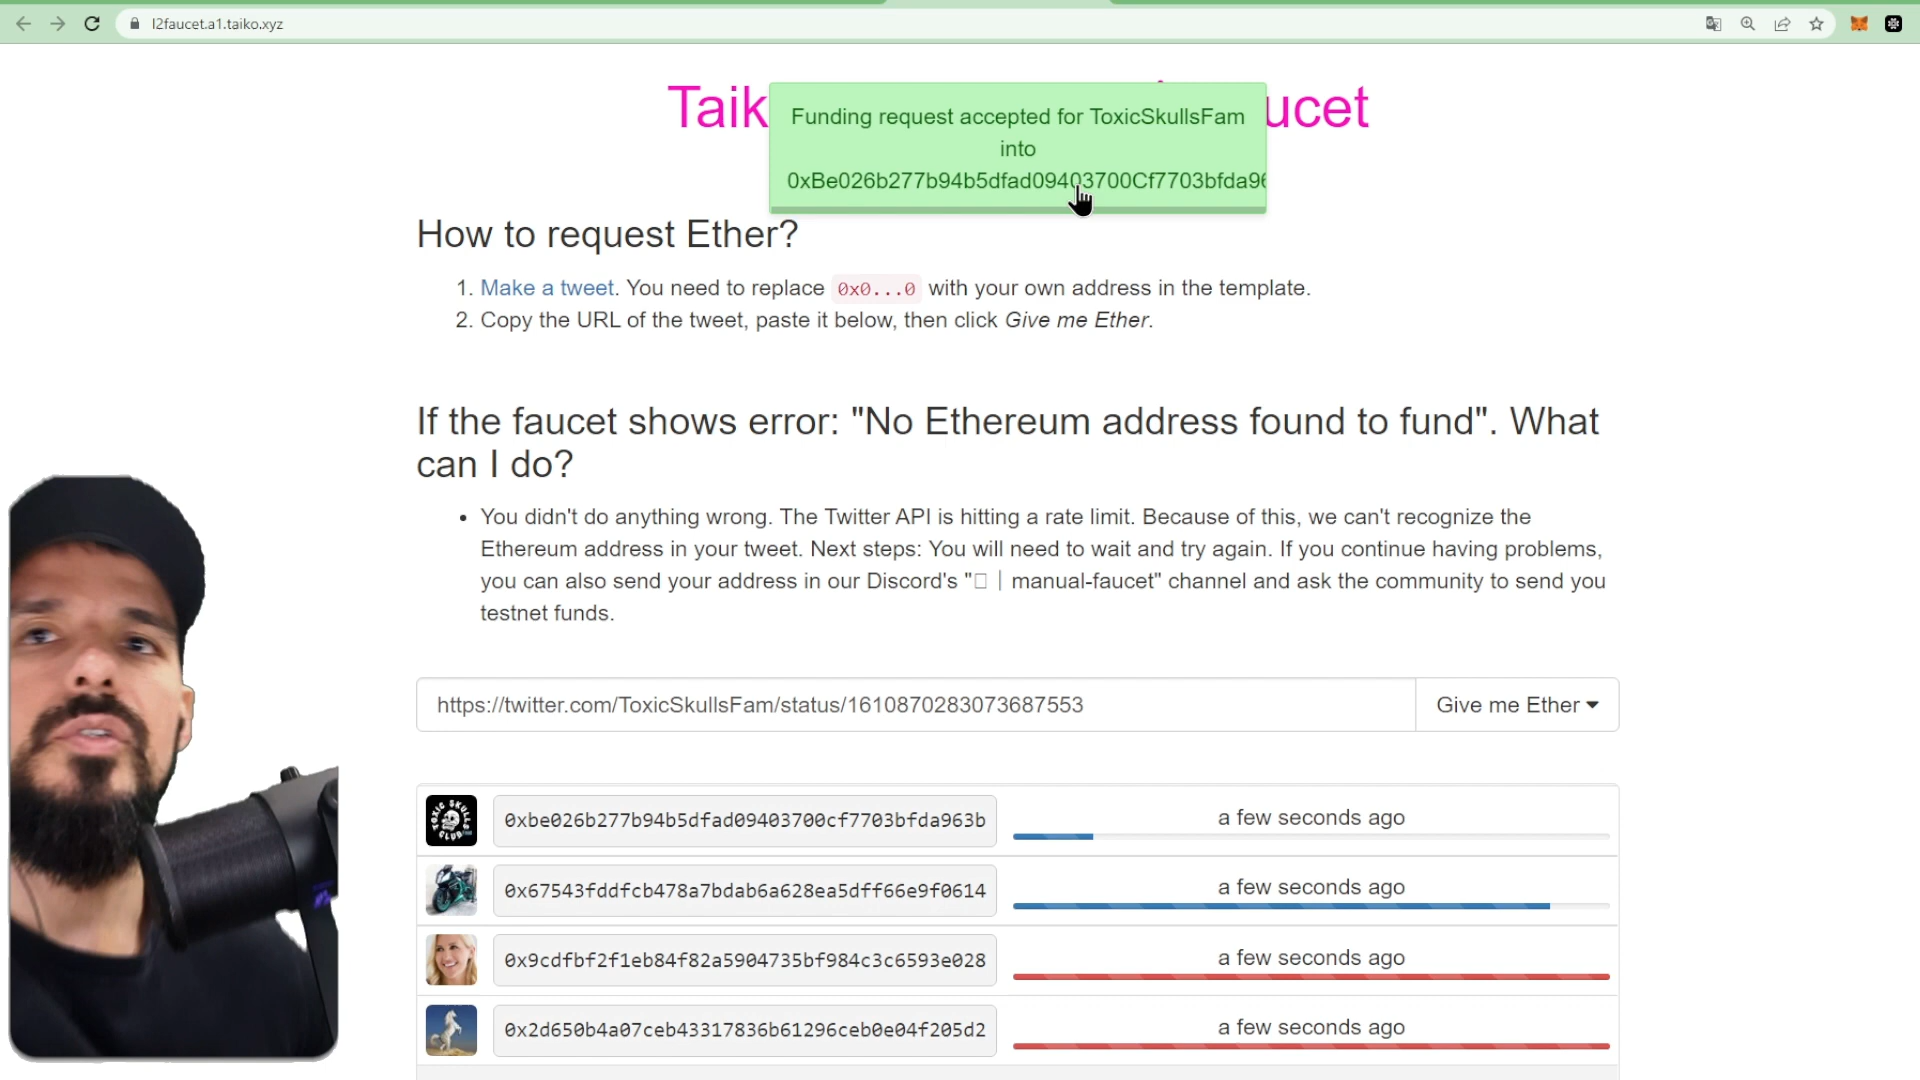 l2faucet.a1.taiko.xyz
Taik
ucet
Funding request accepted for ToxicSkullsFam
into
0xBe026b277b94b5dfad09403700Cf7703bfda96
How to request Ether?
1. Make a tweet. You need to replace 0x0...0 with your own address in the template.
2. Copy the URL of the tweet, paste it below, then click Give me Ether.
If the faucet shows error: "No Ethereum address found to fund". What
can I do?
• You didn't do anything wrong. The Twitter API is hitting a rate limit. Because of this, we can't recognize the
Ethereum address in your tweet. Next steps: You will need to wait and try again. If you continue having problems,
you can also send your address in our Discord's "□ | manual-faucet" channel and ask the community to send you
testnet funds.
https://twitter.com/ToxicSkullsFam/status/1610870283073687553
Give me Ether
TOXIC SKULLS CLUB
0xbe026b277b94b5dfad09403700cf7703bfda963b
a few seconds ago
0x67543fddfcb478a7bdab6a628ea5dff66e9f0614
a few seconds ago
0x9cdfbf2f1eb84f82a5904735bf984c3c6593e028
a few seconds ago
0x2d650b4a07ceb43317836b61296ceb0e04f205d2
a few seconds ago